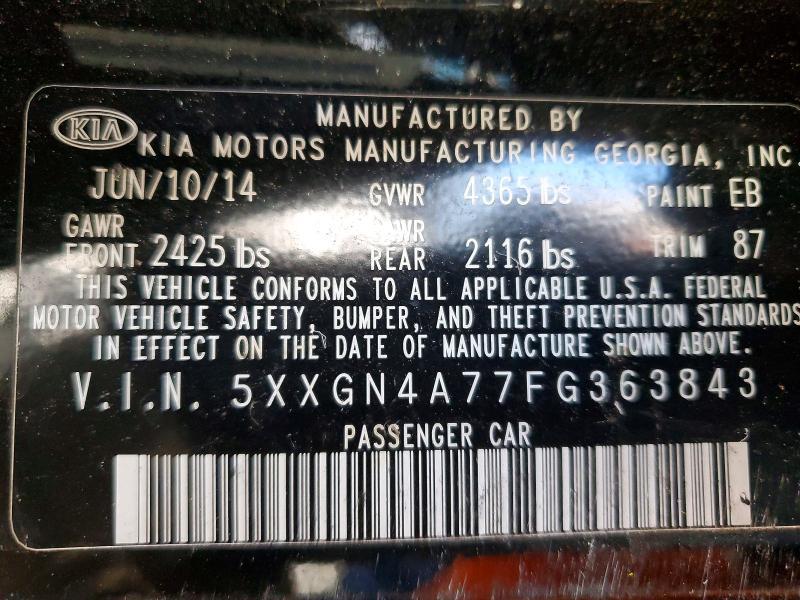 KIA MANUFACTURED BY
KIA MOTORS MANUFACTURING GEORGIA, INC.
JUN/10/14 GVWR 4365 lbs PAINT EB
GAWR FRONT 2425 lbs GAWR REAR 2116 lbs TRIM 87
THIS VEHICLE CONFORMS TO ALL APPLICABLE U.S.A. FEDERAL
MOTOR VEHICLE SAFETY, BUMPER, AND THEFT PREVENTION STANDARDS
IN EFFECT ON THE DATE OF MANUFACTURE SHOWN ABOVE.
V.I.N. 5XXGN4A77FG363843
PASSENGER CAR